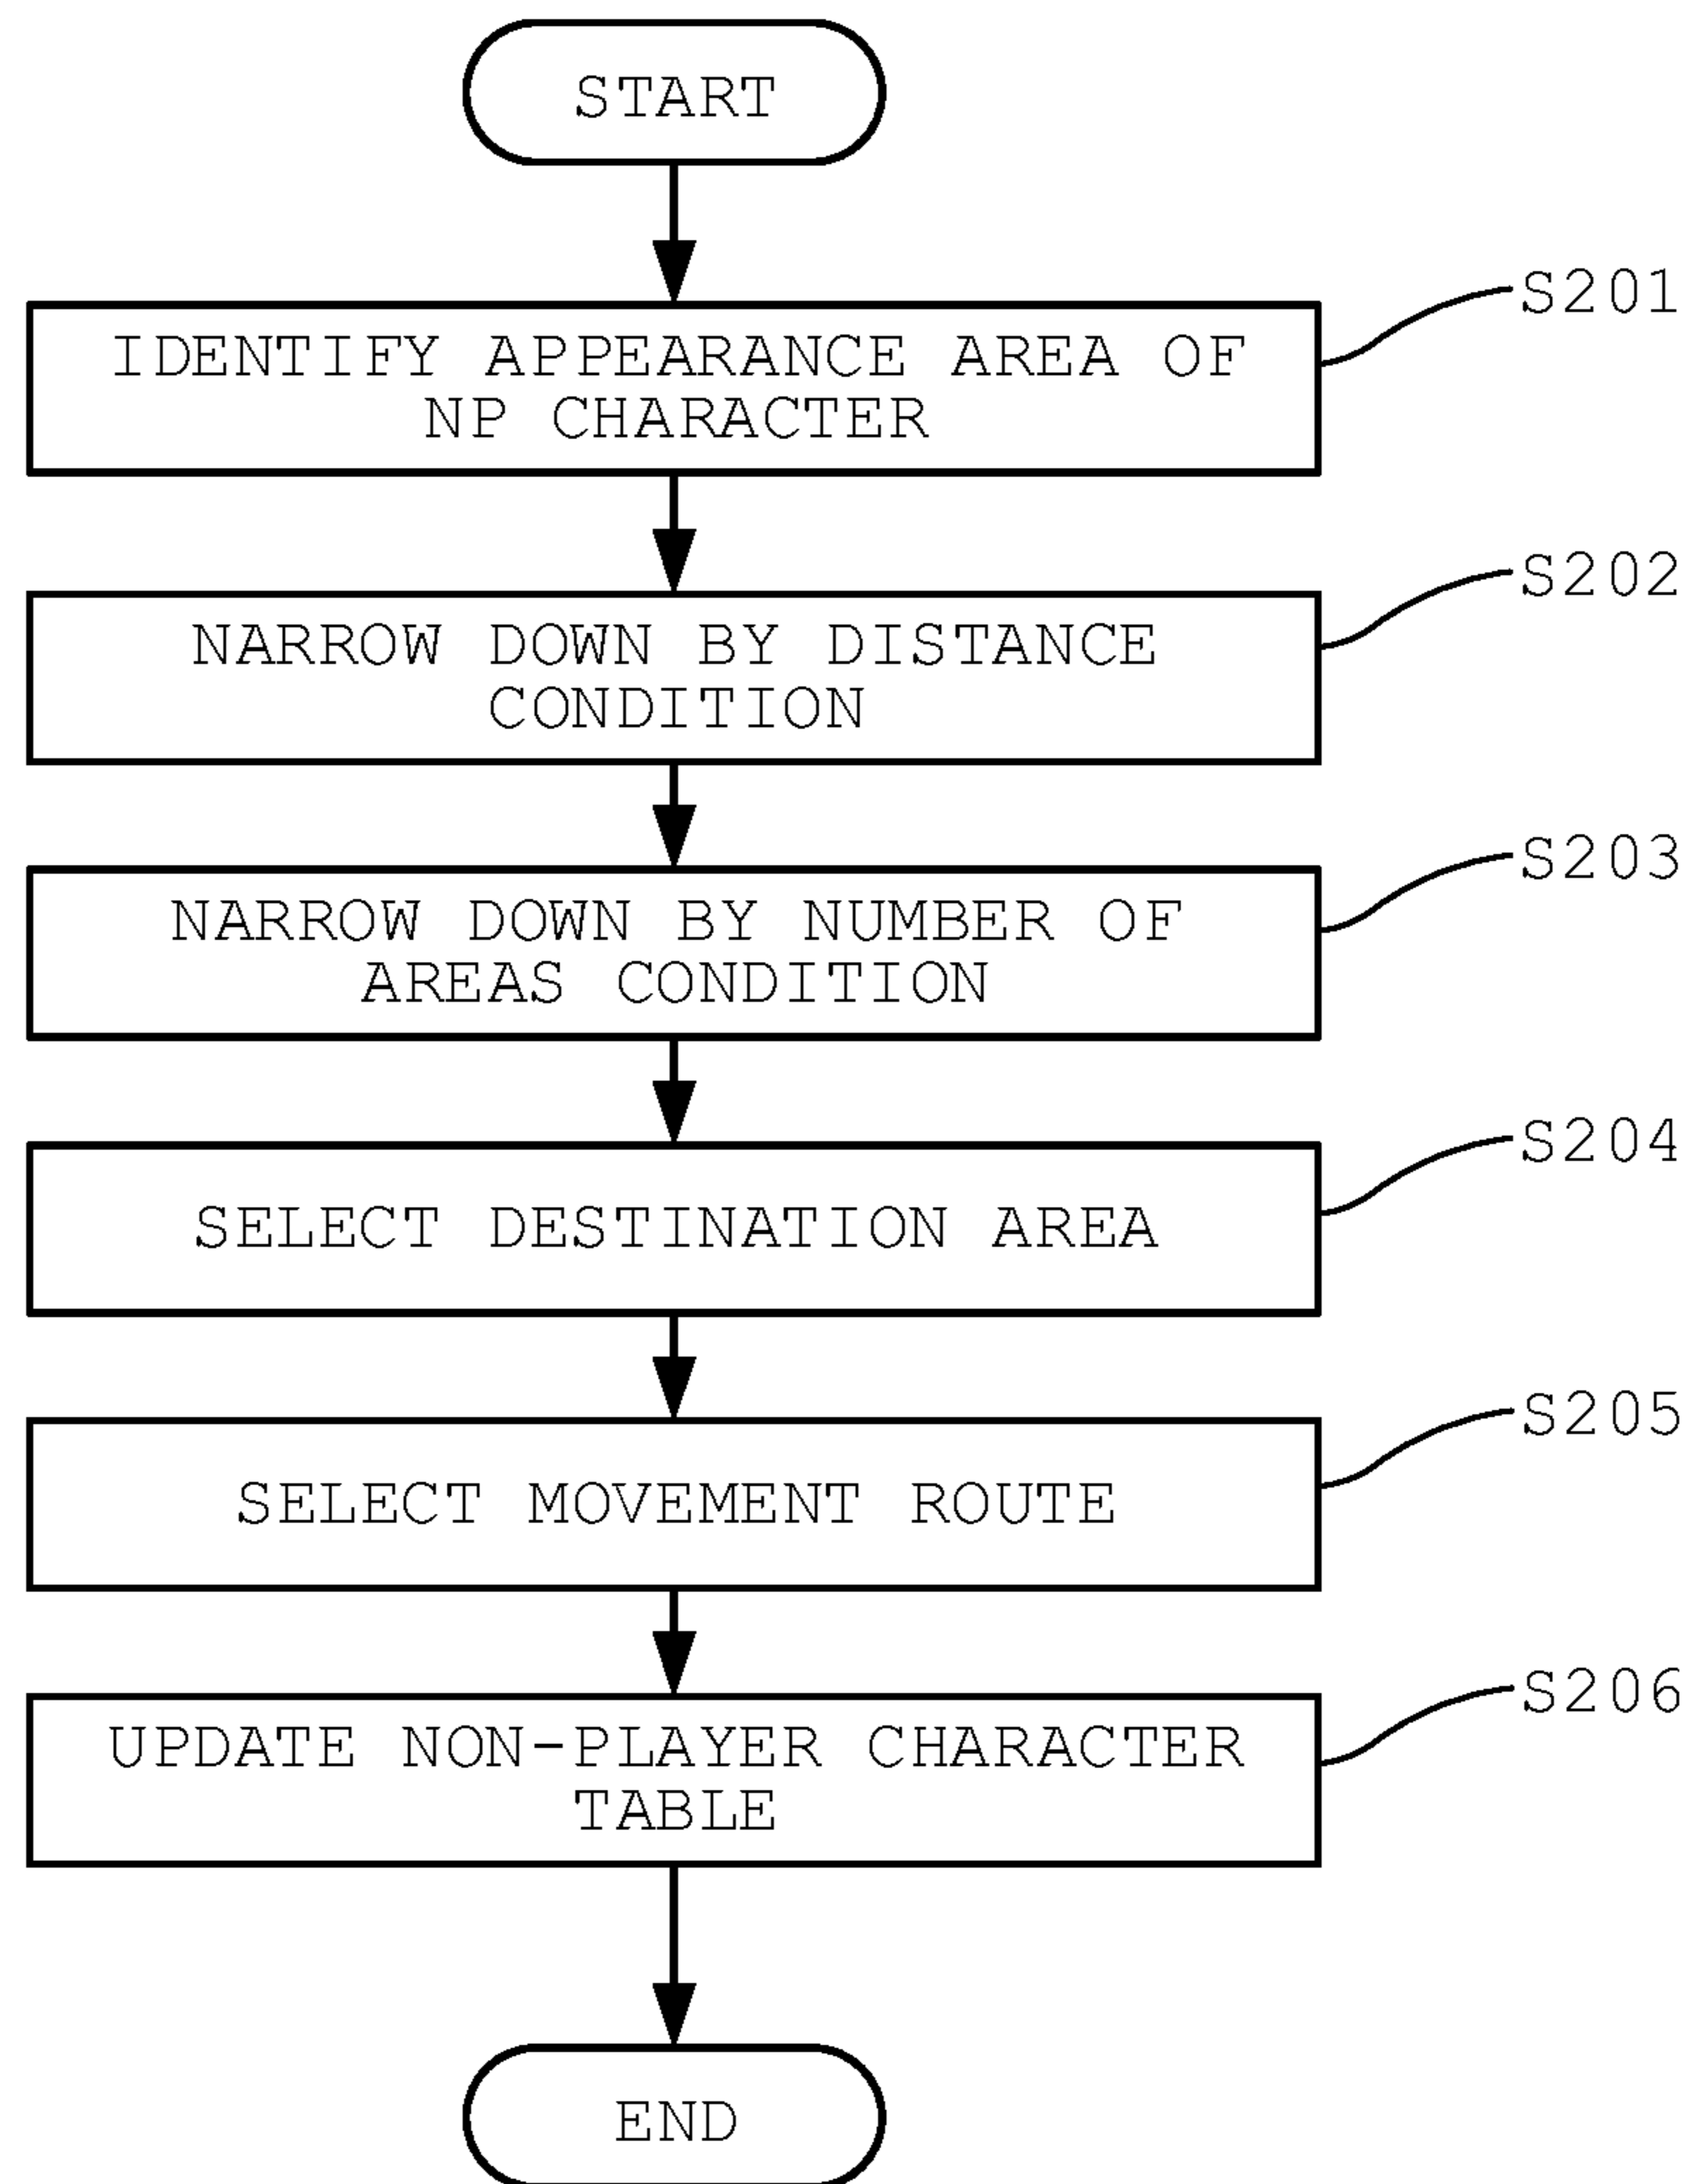 START
S201
IDENTIFY APPEARANCE AREA OF
NP CHARACTER
S202
NARROW DOWN BY DISTANCE
CONDITION
S203
NARROW DOWN BY NUMBER OF
AREAS CONDITION
S204
SELECT DESTINATION AREA
S205
SELECT MOVEMENT ROUTE
S206
UPDATE NON-PLAYER CHARACTER
TABLE
END